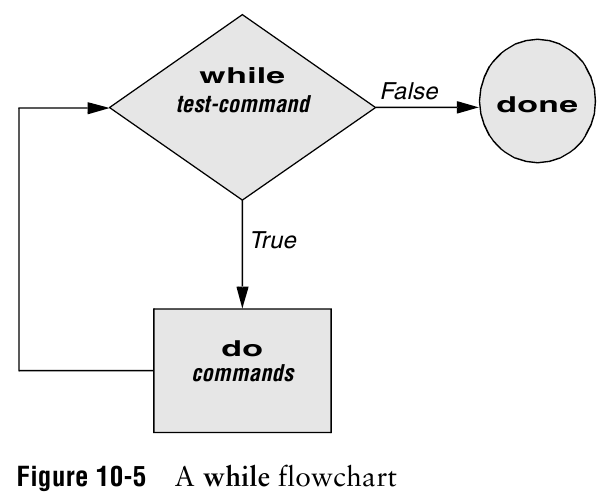 while
test-command
False
done
True
do
commands
Figure 10-5 A while flowchart